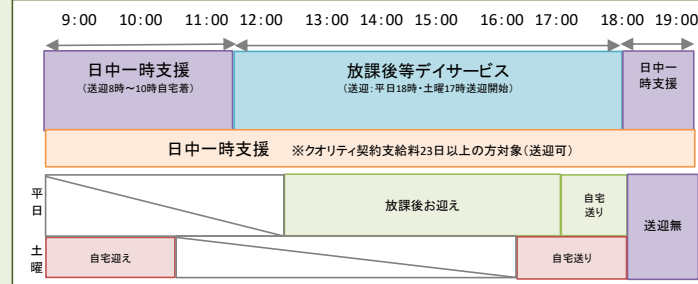 9:00 10:00 11:00 12:00 13:00 14:00 15:00 16:00 17:00 18:00 19:00
日中一時支援
(送迎8時～10時自宅着)
放課後等デイサービス
(送迎:平日18時・土曜17時送迎開始)
日中一
時支援
日中一時支援 ※クオリティ契約支給料23日以上の方対象(送迎可)
平日
放課後お迎え
自宅
送り
送迎無
土曜
自宅迎え
自宅送り